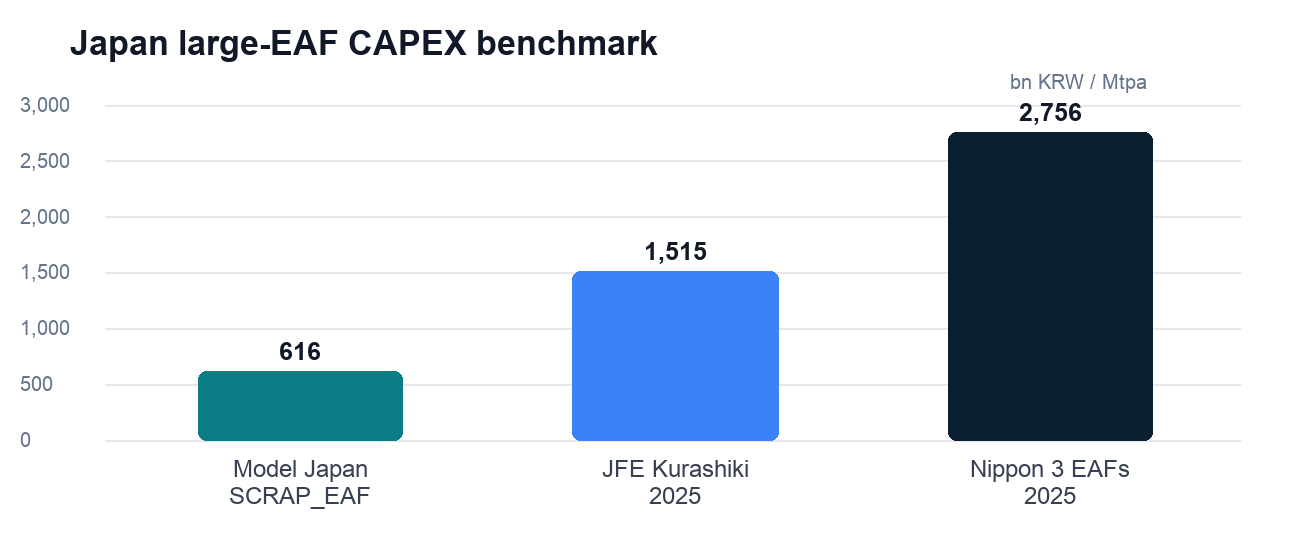 Japan large-EAF CAPEX benchmark
bn KRW / Mtpa
3,000
2,756
2,500
2,000
1,515
1,500
1,000
616
500
0
Model Japan
SCRAP_EAF
JFE Kurashiki
2025
Nippon 3 EAFs
2025